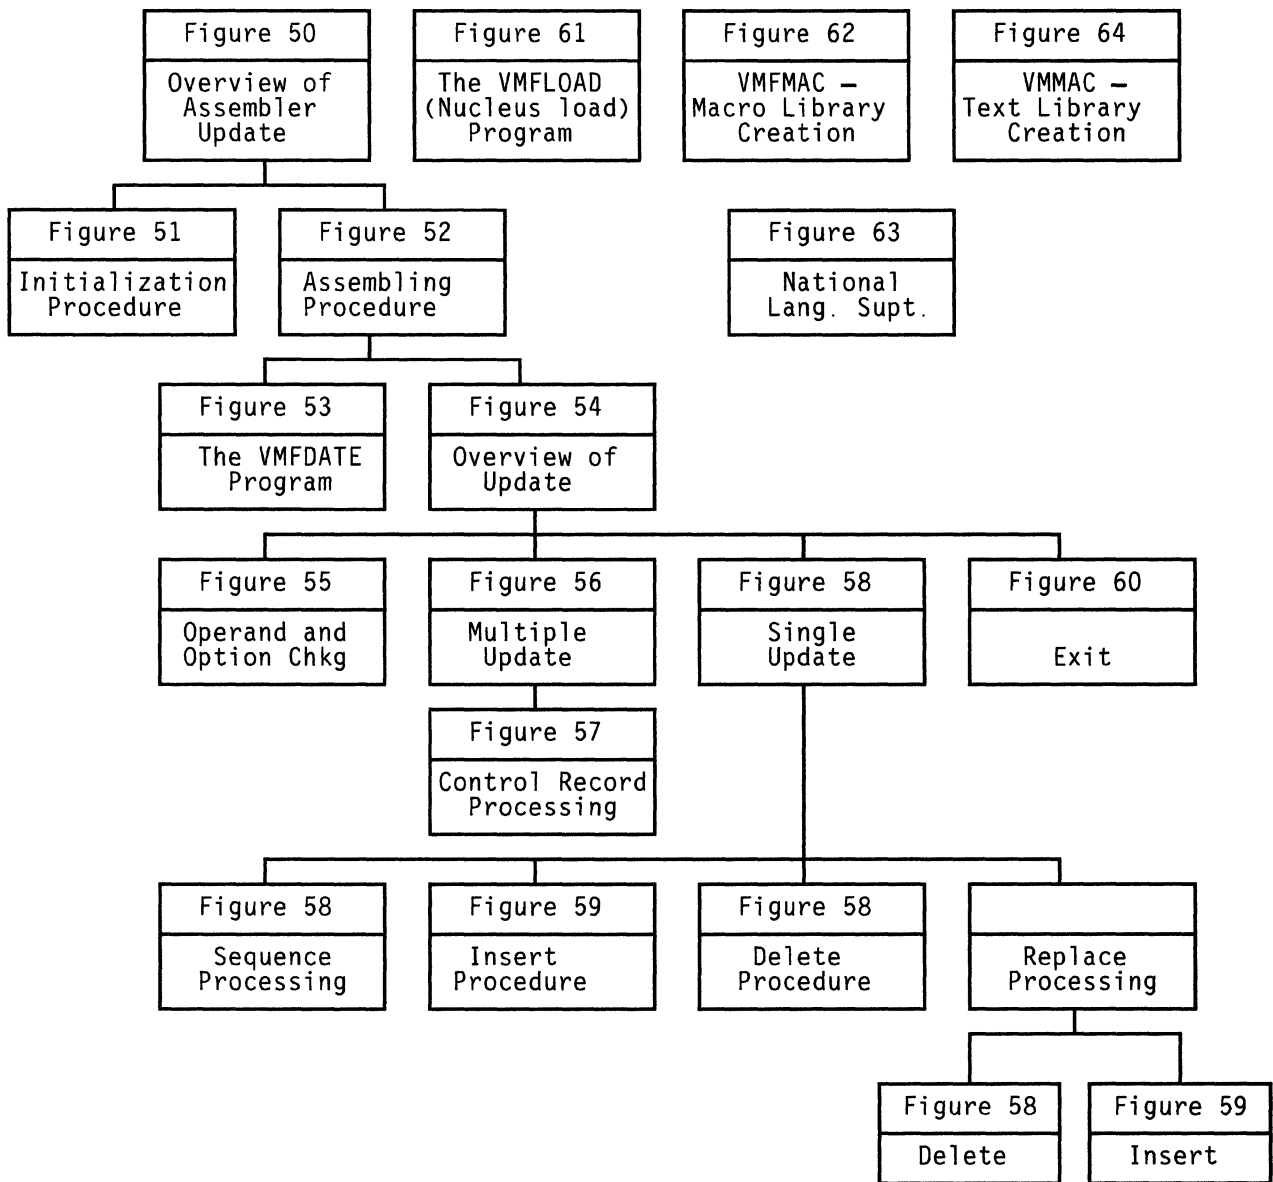 Figure 50
Overview of
Assembler
Update
Figure 61
The VMFLOAD
(Nucleus load)
Program
Figure 62
VMFMAC —
Macro Library
Creation
Figure 64
VMMAC —
Text Library
Creation
Figure 51
Initialization
Procedure
Figure 52
Assembling
Procedure
Figure 63
National
Lang. Supt.
Figure 53
The VMFDATE
Program
Figure 54
Overview of
Update
Figure 55
Operand and
Option Chkg
Figure 56
Multiple
Update
Figure 58
Single
Update
Figure 60
Exit
Figure 57
Control Record
Processing
Figure 58
Sequence
Processing
Figure 59
Insert
Procedure
Figure 58
Delete
Procedure
Replace
Processing
Figure 58
Delete
Figure 59
Insert